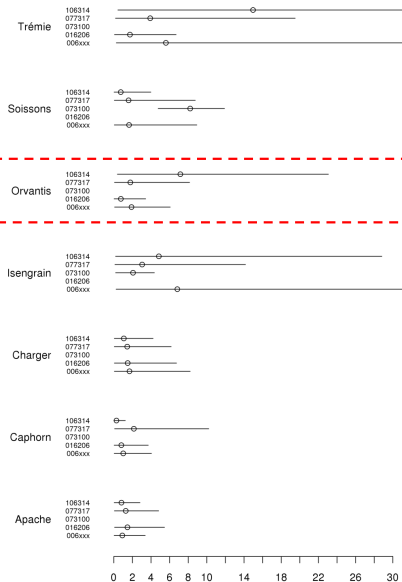 106314
077317
Trémie 073100
016206
006xxx
106314
077317
Soissons 073100
016206
006xxx
106314
077317
Orvantis 073100
016206
006xxx
106314
077317
Isengrain 073100
016206
006xxx
106314
077317
Charger 073100
016206
006xxx
106314
077317
Caphorn 073100
016206
006xxx
106314
077317
Apache 073100
016206
006xxx
0 2 4 6 8 10 14 18 22 26 30